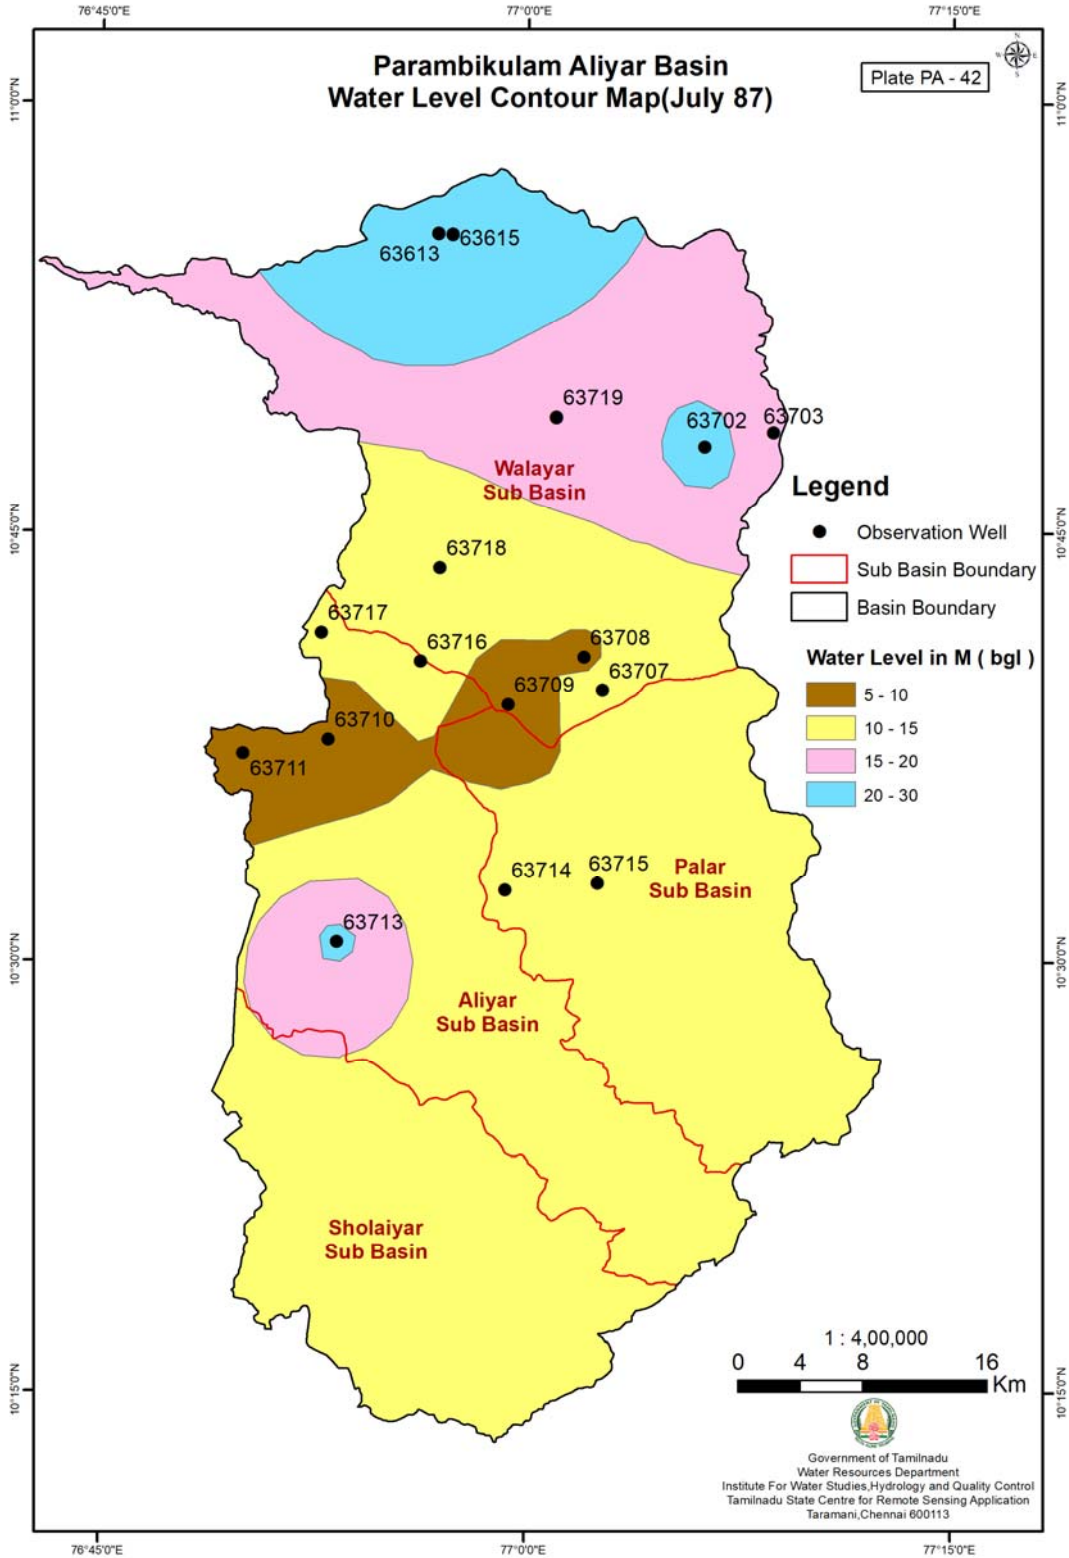 76°45'0"E
77°0'0"E
77°15'0"E
Parambikulam Aliyar Basin
Water Level Contour Map(July 87)
Plate PA - 42
N
W
E
S
11°0'0"N
11°0'0"N
63613
63615
63719
63702
63703
Walayar
Sub Basin
Legend
Observation Well
Sub Basin Boundary
Basin Boundary
Water Level in M ( bgl )
5 - 10
10 - 15
15 - 20
20 - 30
10°45'0"N
10°45'0"N
63718
63717
63716
63708
63707
63709
63710
63711
63714
63715
Palar
Sub Basin
63713
10°30'0"N
10°30'0"N
Aliyar
Sub Basin
Sholaiyar
Sub Basin
1 : 4,00,000
0 4 8 16
Km
10°15'0"N
10°15'0"N
Government of Tamilnadu
Water Resources Department
Institute For Water Studies,Hydrology and Quality Control
Tamilnadu State Centre for Remote Sensing Application
Taramani,Chennai 600113
76°45'0"E
77°0'0"E
77°15'0"E